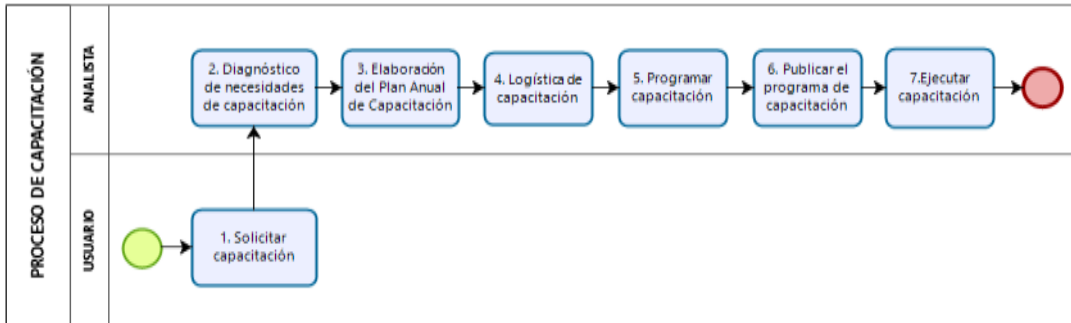 PROCESO DE CAPACITACIÓN
ANALISTA
2. Diagnóstico
de necesidades
de capacitación
3. Elaboración
del Plan Anual
de Capacitación
4. Logística de
capacitación
5. Programar
capacitación
6. Publicar el
programa de
capacitación
7.Ejecutar
capacitación
USUARIO
1. Solicitar
capacitación